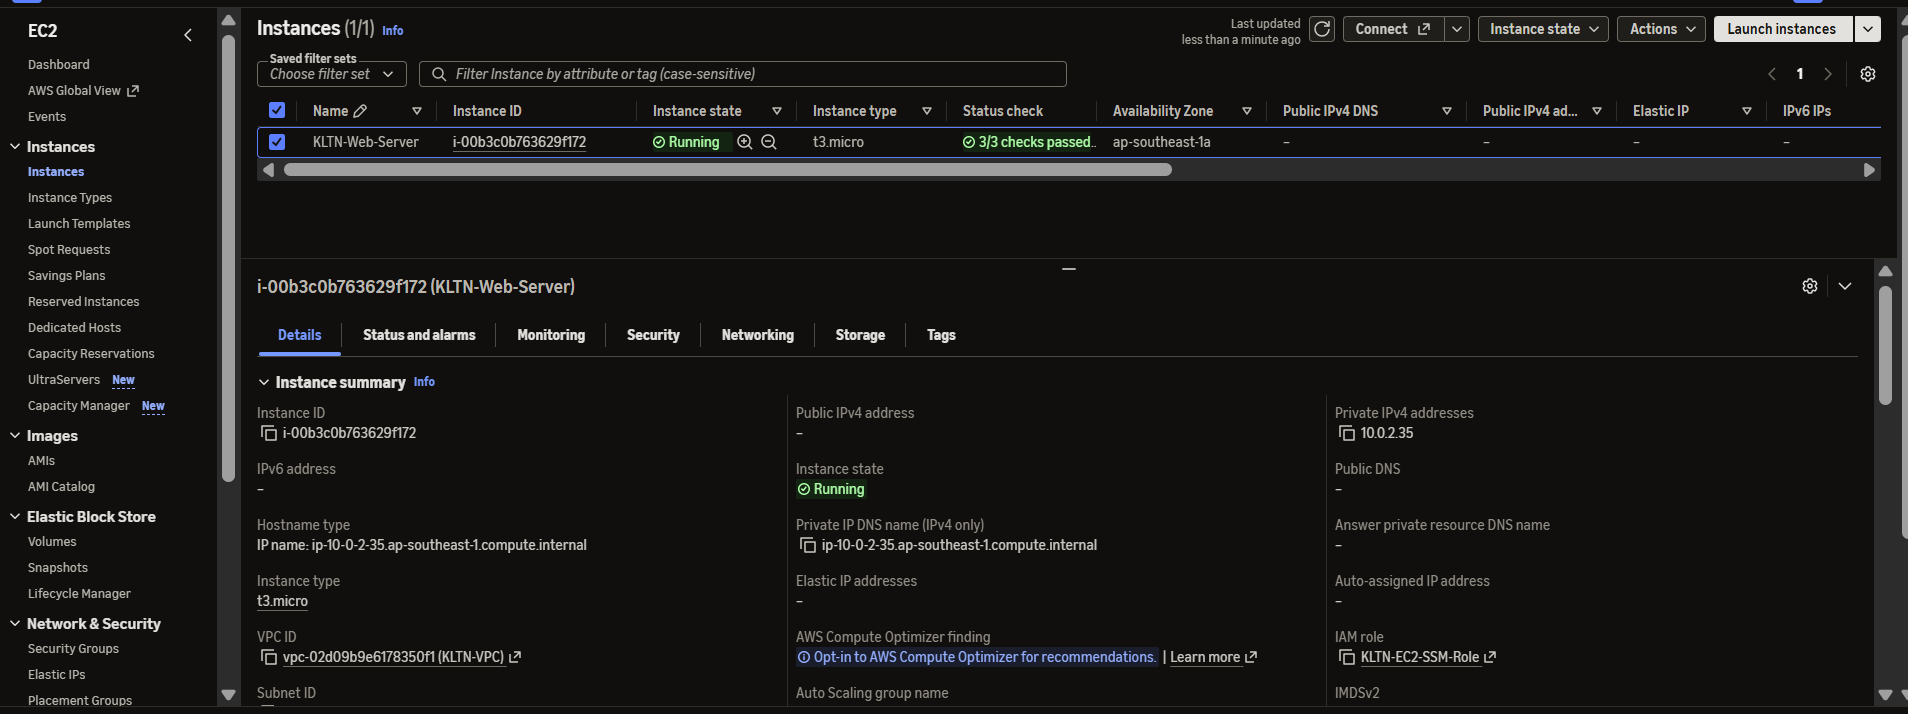 EC2
Dashboard
AWS Global View
Events
Instances
Instances
Instance Types
Launch Templates
Spot Requests
Savings Plans
Reserved Instances
Dedicated Hosts
Capacity Reservations
UltraServers New
Capacity Manager New
Images
AMIs
AMI Catalog
Elastic Block Store
Volumes
Snapshots
Lifecycle Manager
Network & Security
Security Groups
Elastic IPs
Placement Groups
Instances (1/1) Info
Last updated
less than a minute ago
Connect
Instance state
Actions
Launch instances
Saved filter sets
Choose filter set
Filter Instance by attribute or tag (case-sensitive)
1
Name Instance ID Instance state Instance type Status check Availability Zone Public IPv4 DNS Public IPv4 ad... Elastic IP IPv6 IPs
KLTN-Web-Server i-00b3c0b763629f172 Running t3.micro 3/3 checks passed.. ap-southeast-1a – – – –
i-00b3c0b763629f172 (KLTN-Web-Server)
Details Status and alarms Monitoring Security Networking Storage Tags
Instance summary Info
Instance ID
i-00b3c0b763629f172
Public IPv4 address
–
Private IPv4 addresses
10.0.2.35
IPv6 address
–
Instance state
Running
Public DNS
–
Hostname type
IP name: ip-10-0-2-35.ap-southeast-1.compute.internal
Private IP DNS name (IPv4 only)
ip-10-0-2-35.ap-southeast-1.compute.internal
Answer private resource DNS name
–
Instance type
t3.micro
Elastic IP addresses
–
Auto-assigned IP address
–
VPC ID
vpc-02d09b9e6178350f1 (KLTN-VPC)
AWS Compute Optimizer finding
Opt-in to AWS Compute Optimizer for recommendations. | Learn more
IAM role
KLTN-EC2-SSM-Role
Subnet ID
Auto Scaling group name
IMDSv2